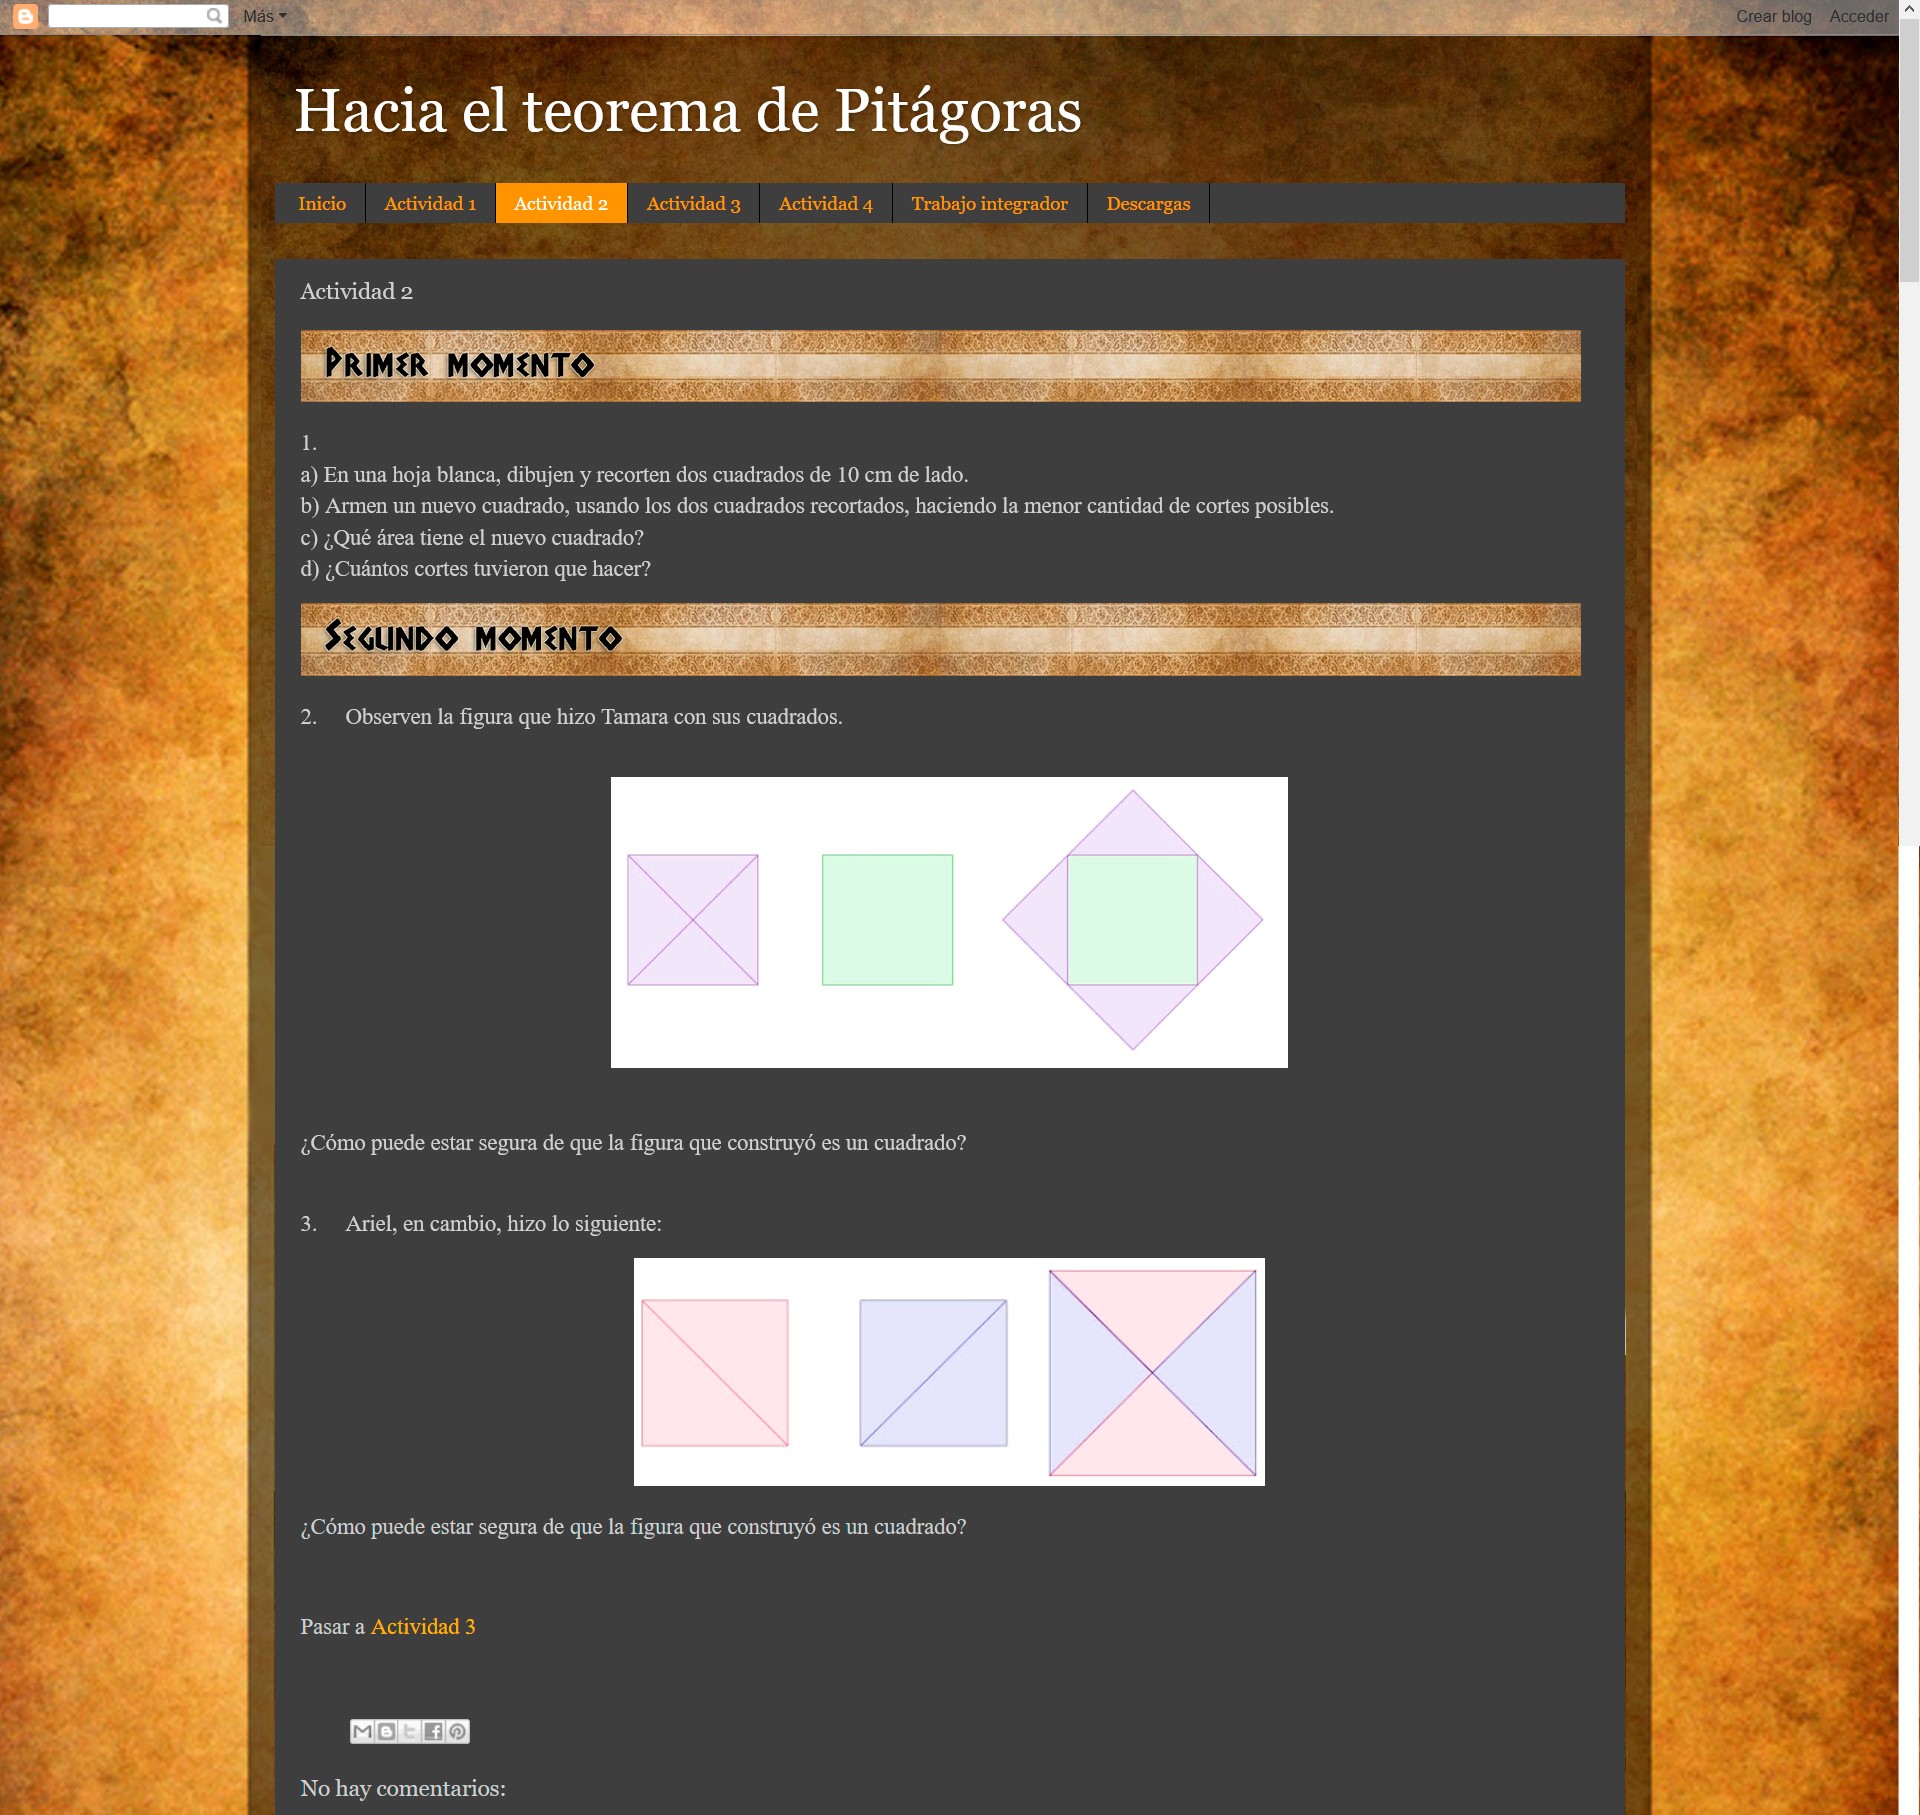 Más
Crear blog
Acceder
Hacia el teorema de Pitágoras
Inicio
Actividad 1
Actividad 2
Actividad 3
Actividad 4
Trabajo integrador
Descargas
Actividad 2
Primer momento
1.
a) En una hoja blanca, dibujen y recorten dos cuadrados de 10 cm de lado.
b) Armen un nuevo cuadrado, usando los dos cuadrados recortados, haciendo la menor cantidad de cortes posibles.
c) ¿Qué área tiene el nuevo cuadrado?
d) ¿Cuántos cortes tuvieron que hacer?
Segundo momento
2. Observen la figura que hizo Tamara con sus cuadrados.
¿Cómo puede estar segura de que la figura que construyó es un cuadrado?
3. Ariel, en cambio, hizo lo siguiente:
¿Cómo puede estar segura de que la figura que construyó es un cuadrado?
Pasar a Actividad 3
No hay comentarios: